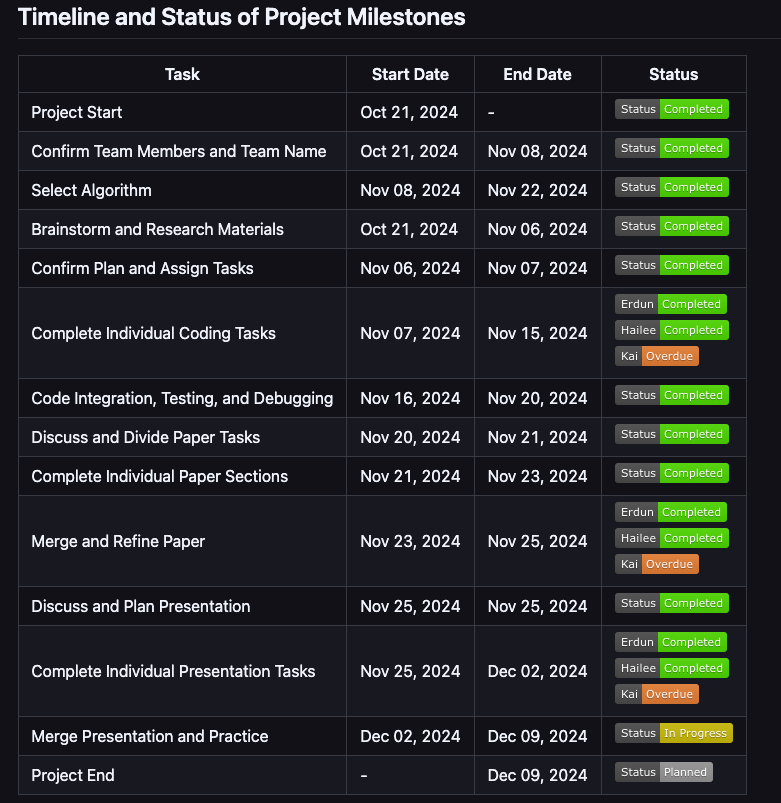 Timeline and Status of Project Milestones
Task Start Date End Date Status
Project Start Oct 21, 2024 - Status Completed
Confirm Team Members and Team Name Oct 21, 2024 Nov 08, 2024 Status Completed
Select Algorithm Nov 08, 2024 Nov 22, 2024 Status Completed
Brainstorm and Research Materials Oct 21, 2024 Nov 06, 2024 Status Completed
Confirm Plan and Assign Tasks Nov 06, 2024 Nov 07, 2024 Status Completed
Erdun Completed
Complete Individual Coding Tasks Nov 07, 2024 Nov 15, 2024 Hailee Completed
Kai Overdue
Code Integration, Testing, and Debugging Nov 16, 2024 Nov 20, 2024 Status Completed
Discuss and Divide Paper Tasks Nov 20, 2024 Nov 21, 2024 Status Completed
Complete Individual Paper Sections Nov 21, 2024 Nov 23, 2024 Status Completed
Erdun Completed
Merge and Refine Paper Nov 23, 2024 Nov 25, 2024 Hailee Completed
Kai Overdue
Discuss and Plan Presentation Nov 25, 2024 Nov 25, 2024 Status Completed
Erdun Completed
Complete Individual Presentation Tasks Nov 25, 2024 Dec 02, 2024 Hailee Completed
Kai Overdue
Merge Presentation and Practice Dec 02, 2024 Dec 09, 2024 Status In Progress
Project End - Dec 09, 2024 Status Planned